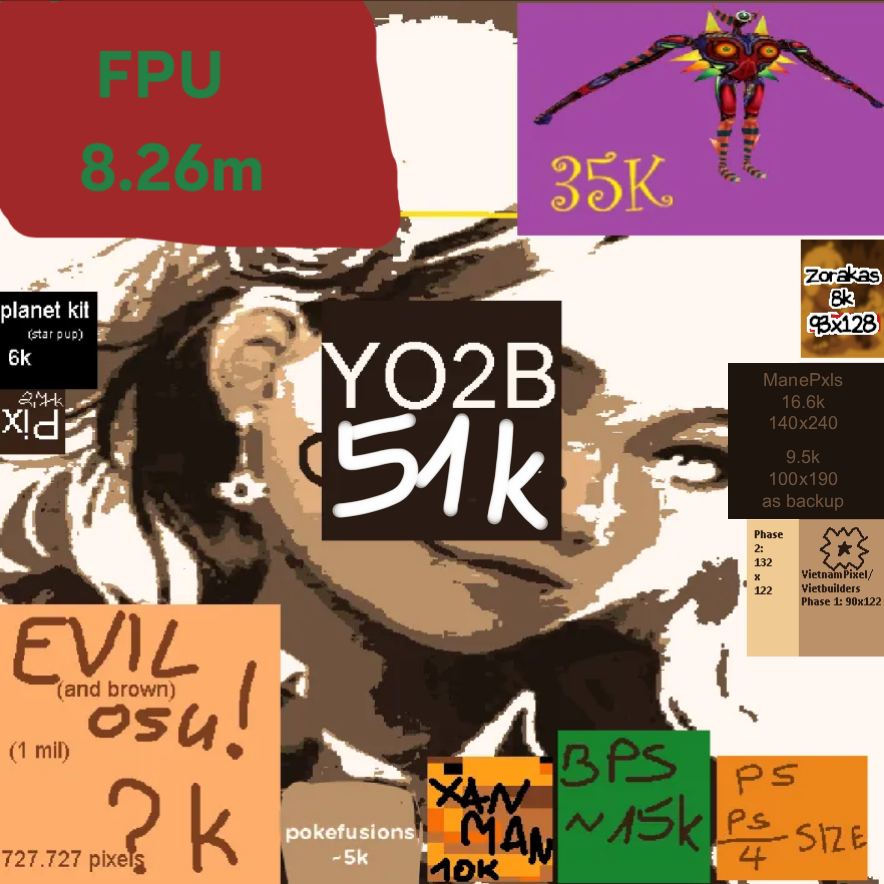 FPU
8.26m
35K
Zorakas
8k
93x128
planet kit
(star pup)
6k
Pix
YO2B
51k
ManePxls
16.6k
140x240
9.5k
100x190
as backup
Phase
2:
132
x
122
VietnamPixel/
Vietbuilders
Phase 1: 90x122
EVIL
(and brown)
osu!
(1 mil)
?k
727.727 pixels
pokefusions
~5k
XAN
MAN
10K
BPS
~15k
PS
PS
4
SIZE